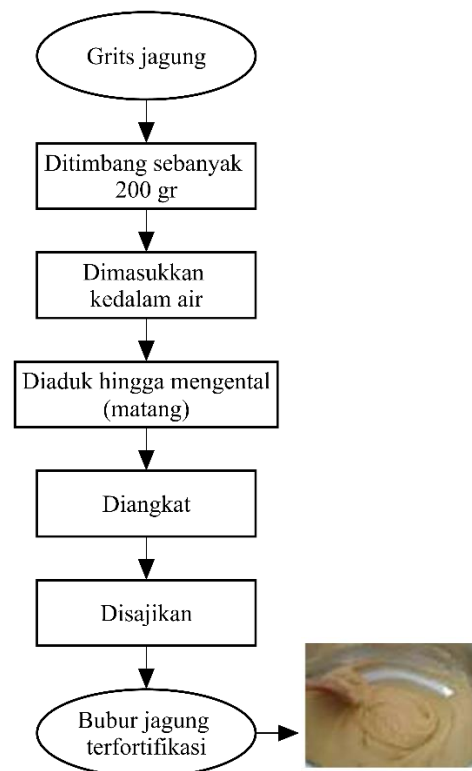 Grits jagung
Ditimbang sebanyak
200 gr
Dimasukkan
kedalam air
Diaduk hingga mengental
(matang)
Diangkat
Disajikan
Bubur jagung
terfortifikasi